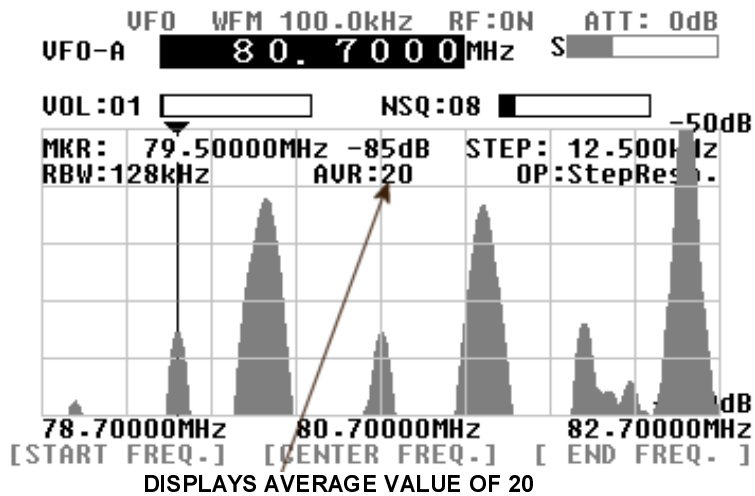 VFO WFM 100.0kHz RF:ON ATT: 0dB
VFO-A 80.7000MHz S
VOL:01 NSQ:08
-50dB
MKR: 79.50000MHz -85dB STEP: 12.500kHz
RBW:128kHz AVR:20 OP:StepReso.
dB
78.70000MHz 80.70000MHz 82.70000MHz
[START FREQ.] [CENTER FREQ.] [ END FREQ. ]
DISPLAYS AVERAGE VALUE OF 20